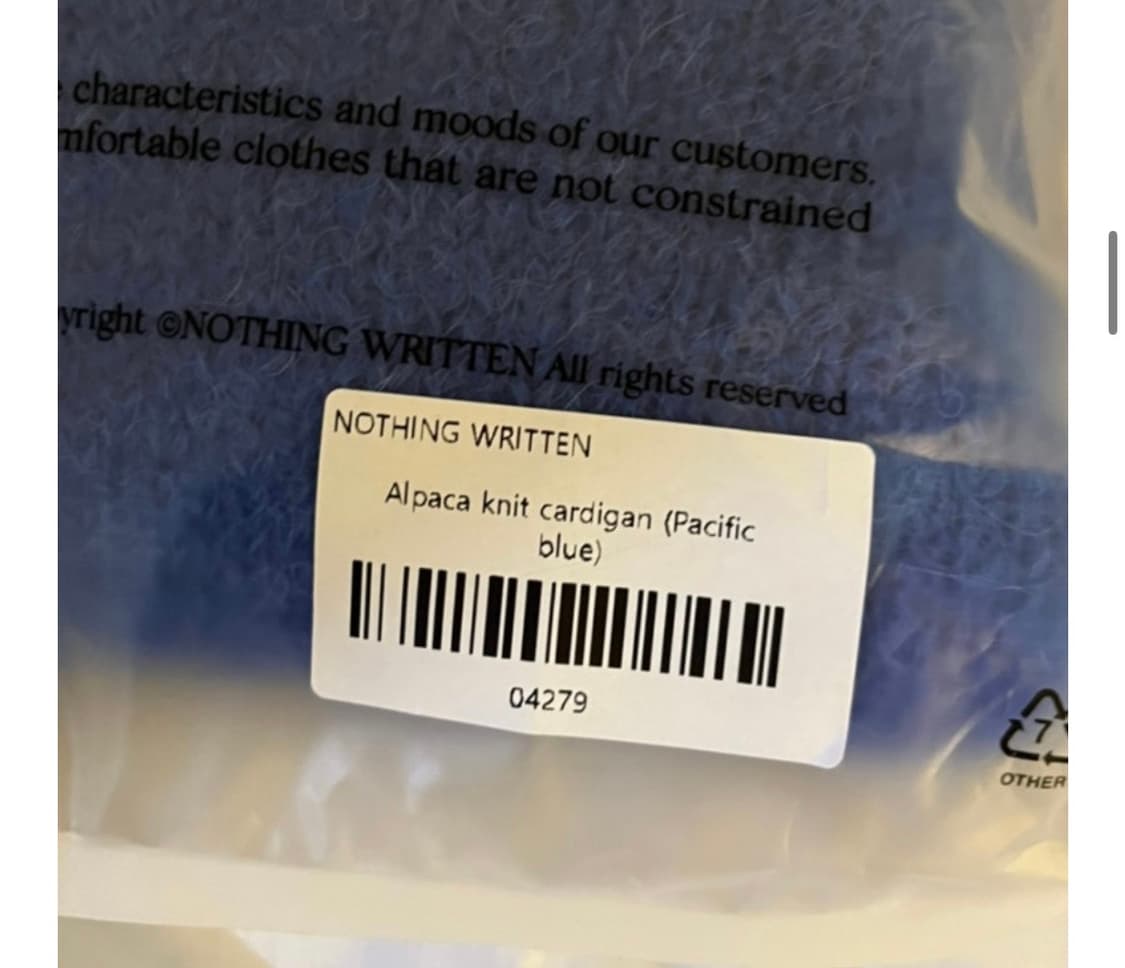 characteristics and moods of our customers.
mfortable clothes that are not constrained
yright ©NOTHING WRITTEN All rights reserved
NOTHING WRITTEN
Alpaca knit cardigan (Pacific
blue)
04279
7
OTHER